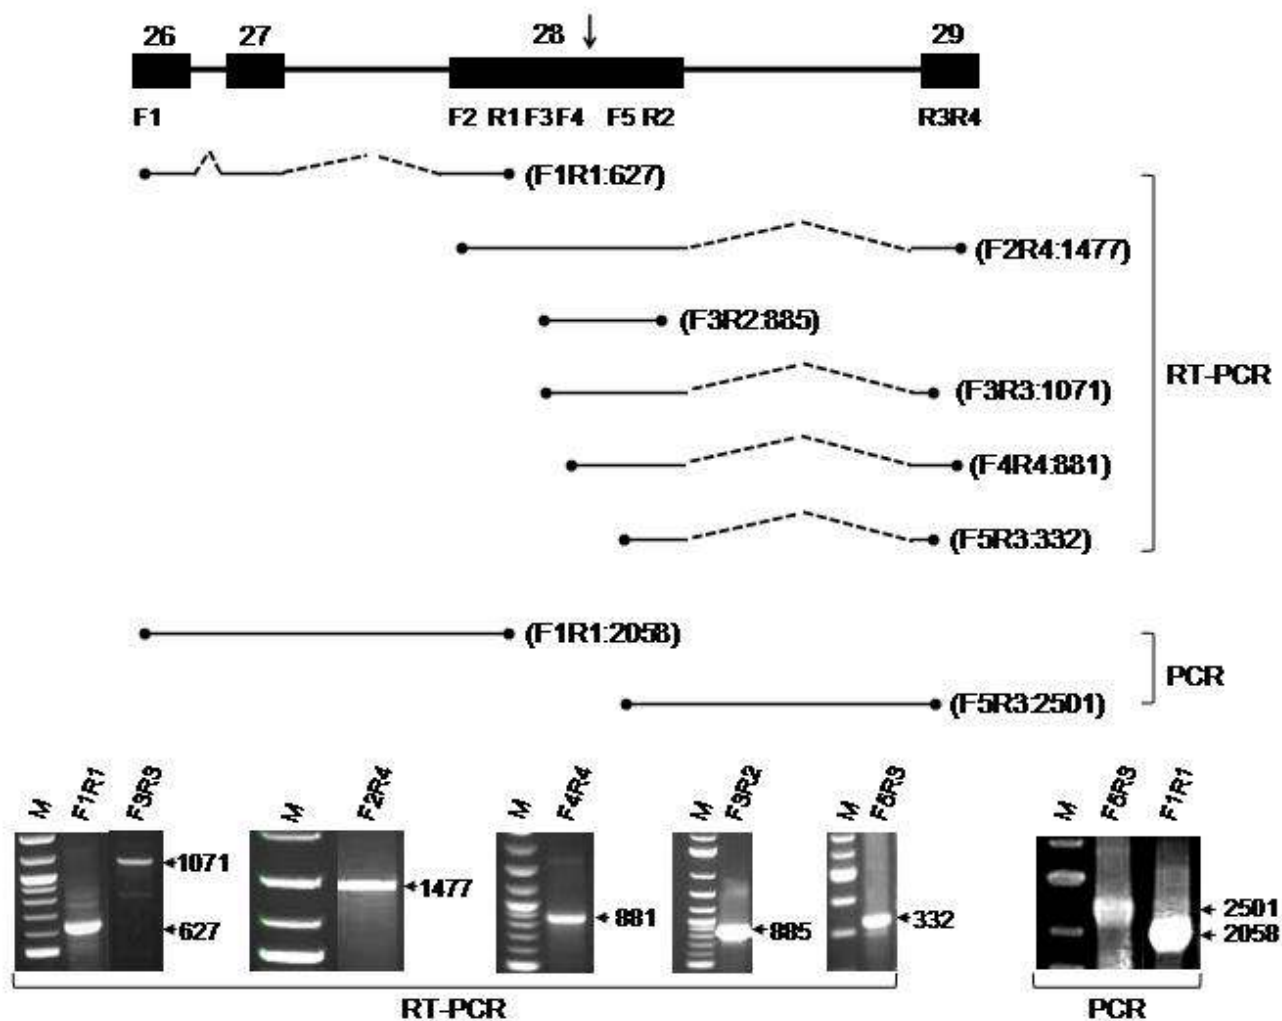 26 27 28 29
F1 F2 R1 F3 F4 F5 R2 R3R4
(F1R1:627)
(F2R4:1477)
(F3R2:885)
(F3R3:1071)
RT-PCR
(F4R4:881)
(F5R3:332)
(F1R1:2058)
PCR
(F5R3:2501)
M F1R1 F3R3 M F2R4 M F4R4 M F3R2 M F5R3 M F5R3 F1R1
1071
1477
881
332
2501
627
885
2058
RT-PCR PCR